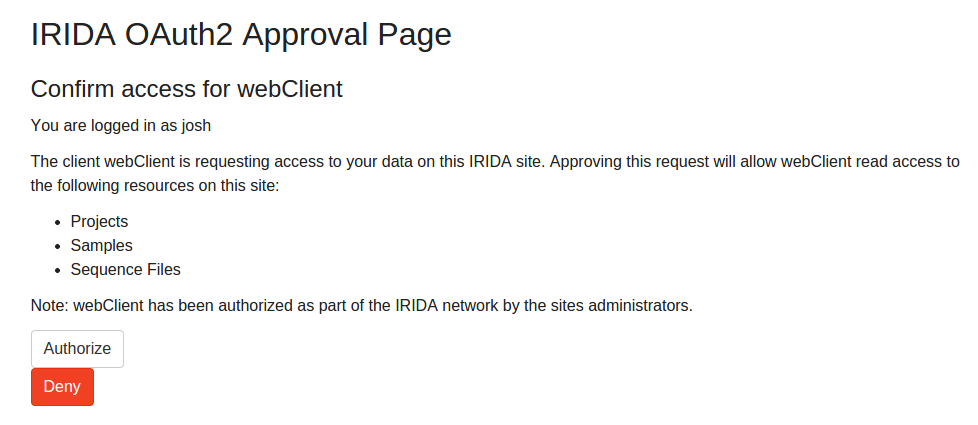 IRIDA OAuth2 Approval Page
Confirm access for webClient
You are logged in as josh
The client webClient is requesting access to your data on this IRIDA site. Approving this request will allow webClient read access to
the following resources on this site:
• Projects
• Samples
• Sequence Files
Note: webClient has been authorized as part of the IRIDA network by the sites administrators.
Authorize
Deny